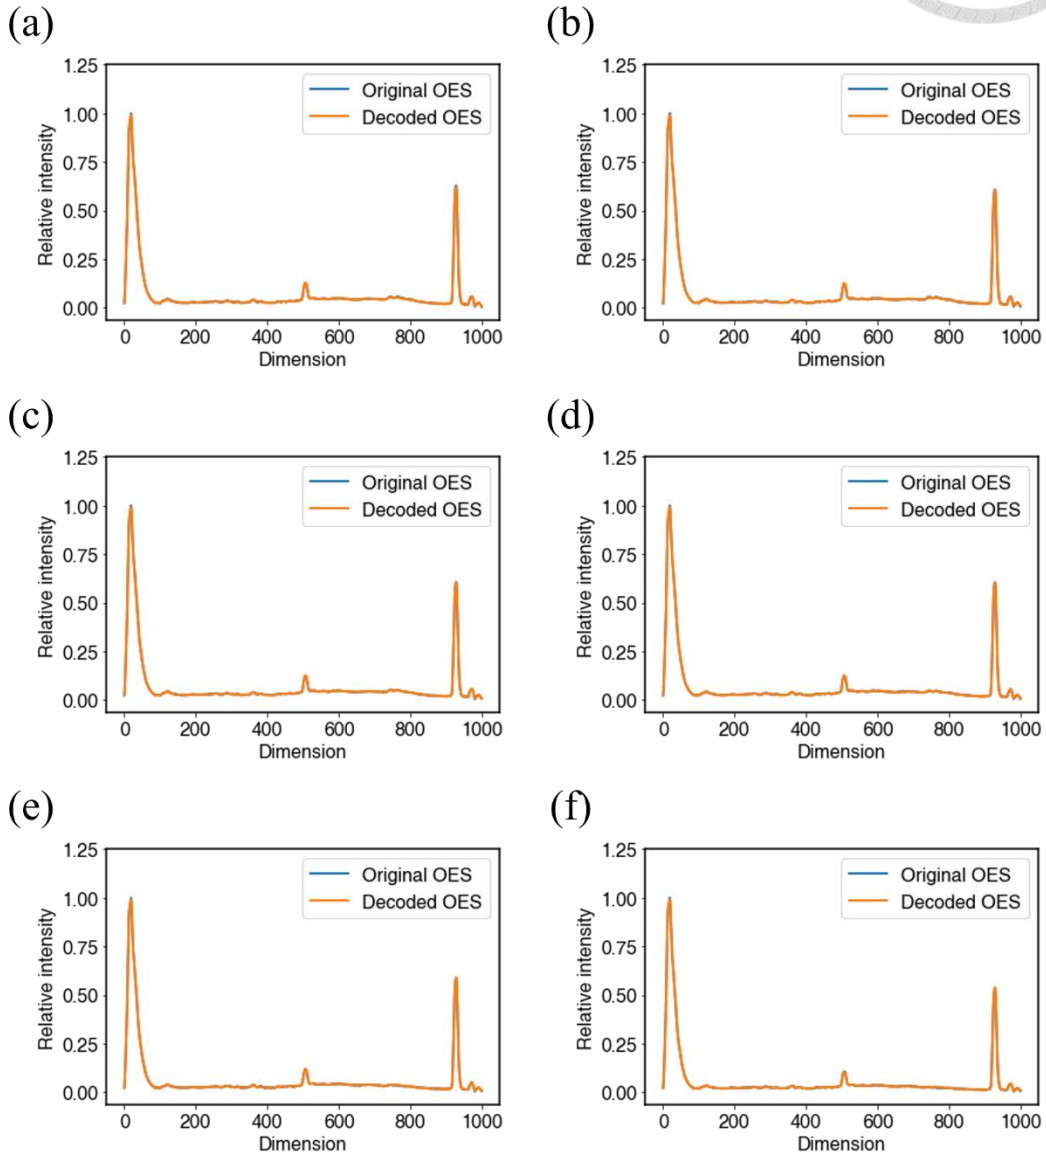 (a)
1.25
1.00
0.75
0.50
0.25
0.00
Relative intensity
Original OES
Decoded OES
0 200 400 600 800 1000
Dimension
(b)
1.25
1.00
0.75
0.50
0.25
0.00
Relative intensity
Original OES
Decoded OES
0 200 400 600 800 1000
Dimension
(c)
1.25
1.00
0.75
0.50
0.25
0.00
Relative intensity
Original OES
Decoded OES
0 200 400 600 800 1000
Dimension
(d)
1.25
1.00
0.75
0.50
0.25
0.00
Relative intensity
Original OES
Decoded OES
0 200 400 600 800 1000
Dimension
(e)
1.25
1.00
0.75
0.50
0.25
0.00
Relative intensity
Original OES
Decoded OES
0 200 400 600 800 1000
Dimension
(f)
1.25
1.00
0.75
0.50
0.25
0.00
Relative intensity
Original OES
Decoded OES
0 200 400 600 800 1000
Dimension